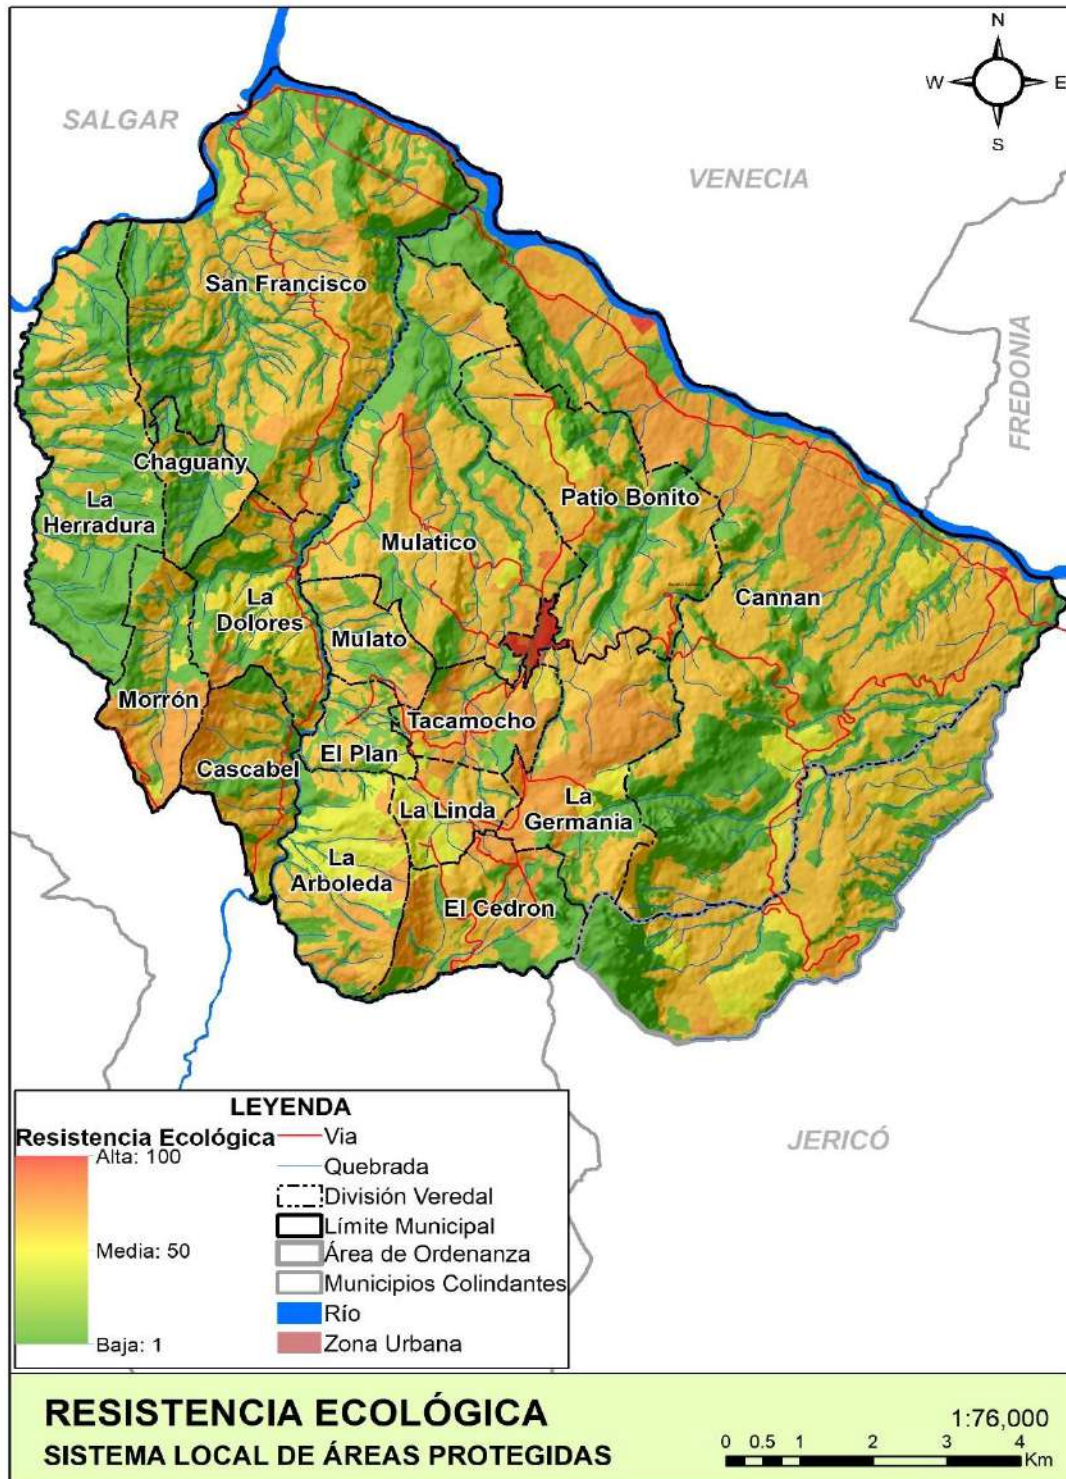 N
W
E
S
SALGAR
VENECIA
FREDONIA
San Francisco
Chaguany
La
Herradura
Patio Bonito
Mulatico
Cannan
La
Dolores
Mulato
Morrón
Tacamocho
El Plan
Cascabel
La Linda
La
Germania
La
Arboleda
El Cedron
JERICÓ
LEYENDA
Resistencia Ecológica
Alta: 100
Media: 50
Baja: 1
Via
Quebrada
División Veredal
Límite Municipal
Área de Ordenanza
Municipios Colindantes
Río
Zona Urbana
RESISTENCIA ECOLÓGICA
SISTEMA LOCAL DE ÁREAS PROTEGIDAS
1:76,000
0 0.5 1 2 3 4
Km